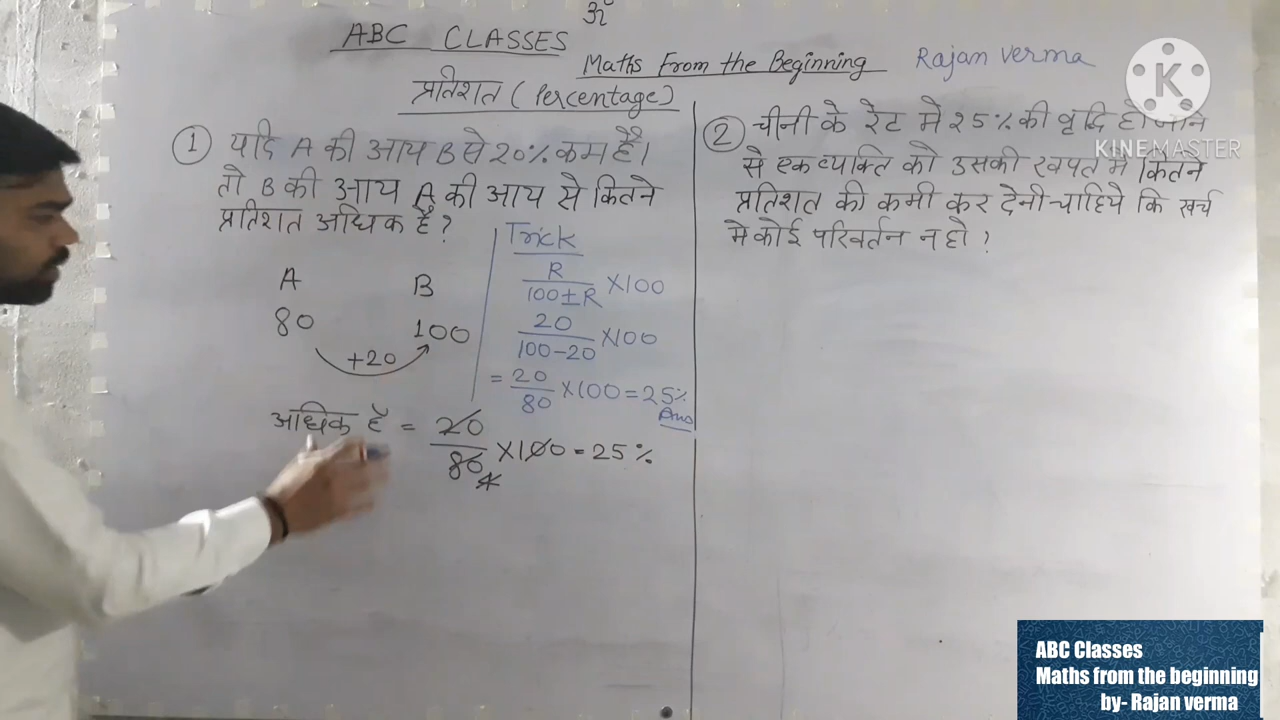 ॐ
ABC CLASSES
Maths From the Beginning Rajan verma
प्रतिशत (Percentage)
① यदि A की आय B से 20% कम है।
तो B की आय A की आय से कितने
प्रतिशत अधिक है?
A B
80 100
+20
अधिक है = 20/80 ×100 = 25%
4
Trick
R/100±R ×100
20/100-20 ×100
= 20/80 ×100 = 25%
Ans
② चीनी के रेट मे 25% की वृद्धि हो जाने
से एक व्यक्ति को उसकी खपत मे कितने
प्रतिशत की कमी कर देनी चाहिये कि खर्च
मे कोई परिवर्तन न हो ?
K
KINEMASTER
ABC Classes
Maths from the beginning
by- Rajan verma